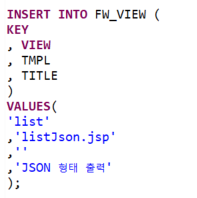 INSERT INTO FW_VIEW (
KEY
, VIEW
, TMPL
, TITLE
)
VALUES(
'list'
,'listJson.jsp'
,''
,'JSON 형태 출력'
);